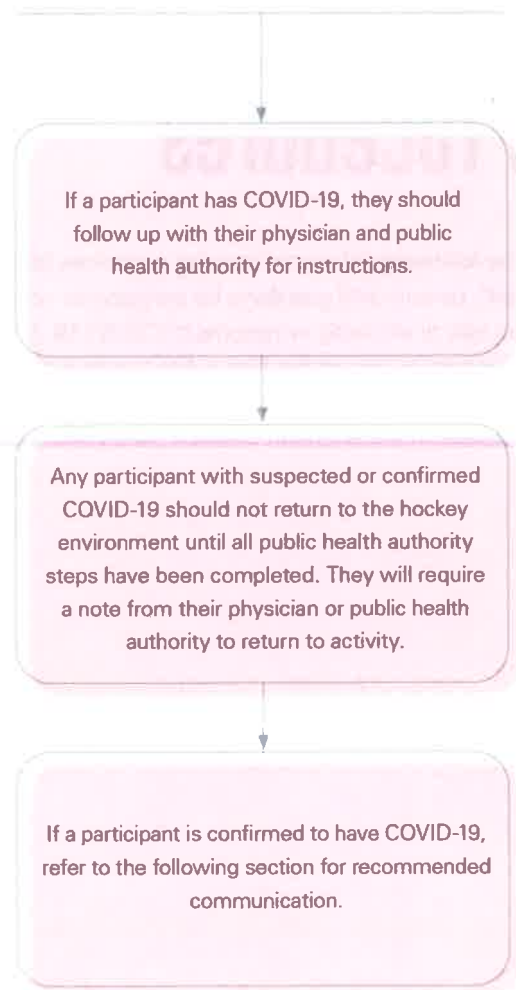 If a participant has COVID-19, they should
follow up with their physician and public
health authority for instructions.
Any participant with suspected or confirmed
COVID-19 should not return to the hockey
environment until all public health authority
steps have been completed. They will require
a note from their physician or public health
authority to return to activity.
If a participant is confirmed to have COVID-19,
refer to the following section for recommended
communication.